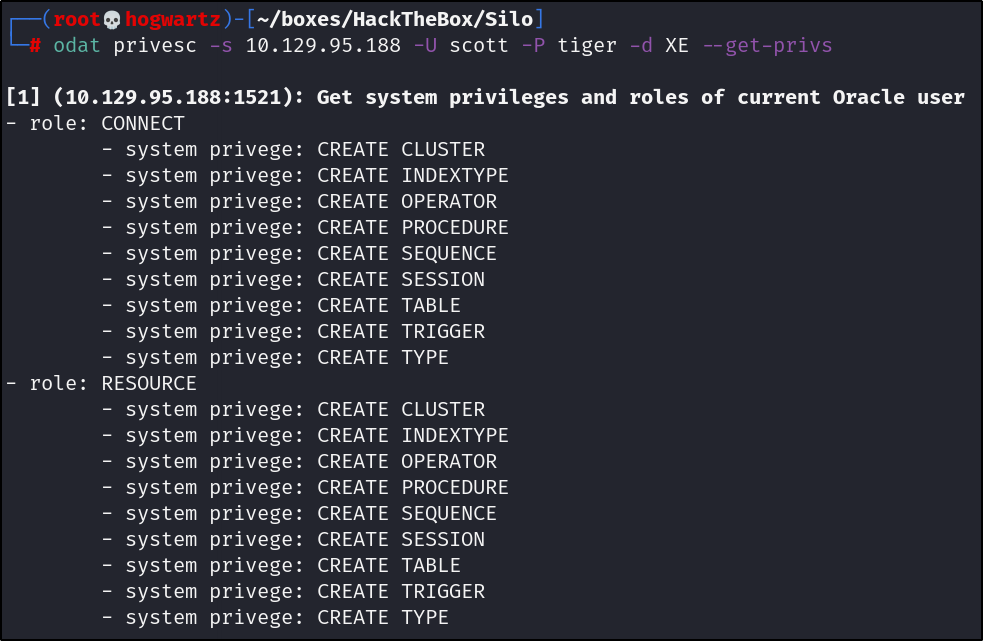 ┌──(root💀hogwartz)-[~/boxes/HackTheBox/Silo]
└─# odat privesc -s 10.129.95.188 -U scott -P tiger -d XE --get-privs
[1] (10.129.95.188:1521): Get system privileges and roles of current Oracle user
- role: CONNECT
- system privege: CREATE CLUSTER
- system privege: CREATE INDEXTYPE
- system privege: CREATE OPERATOR
- system privege: CREATE PROCEDURE
- system privege: CREATE SEQUENCE
- system privege: CREATE SESSION
- system privege: CREATE TABLE
- system privege: CREATE TRIGGER
- system privege: CREATE TYPE
- role: RESOURCE
- system privege: CREATE CLUSTER
- system privege: CREATE INDEXTYPE
- system privege: CREATE OPERATOR
- system privege: CREATE PROCEDURE
- system privege: CREATE SEQUENCE
- system privege: CREATE SESSION
- system privege: CREATE TABLE
- system privege: CREATE TRIGGER
- system privege: CREATE TYPE